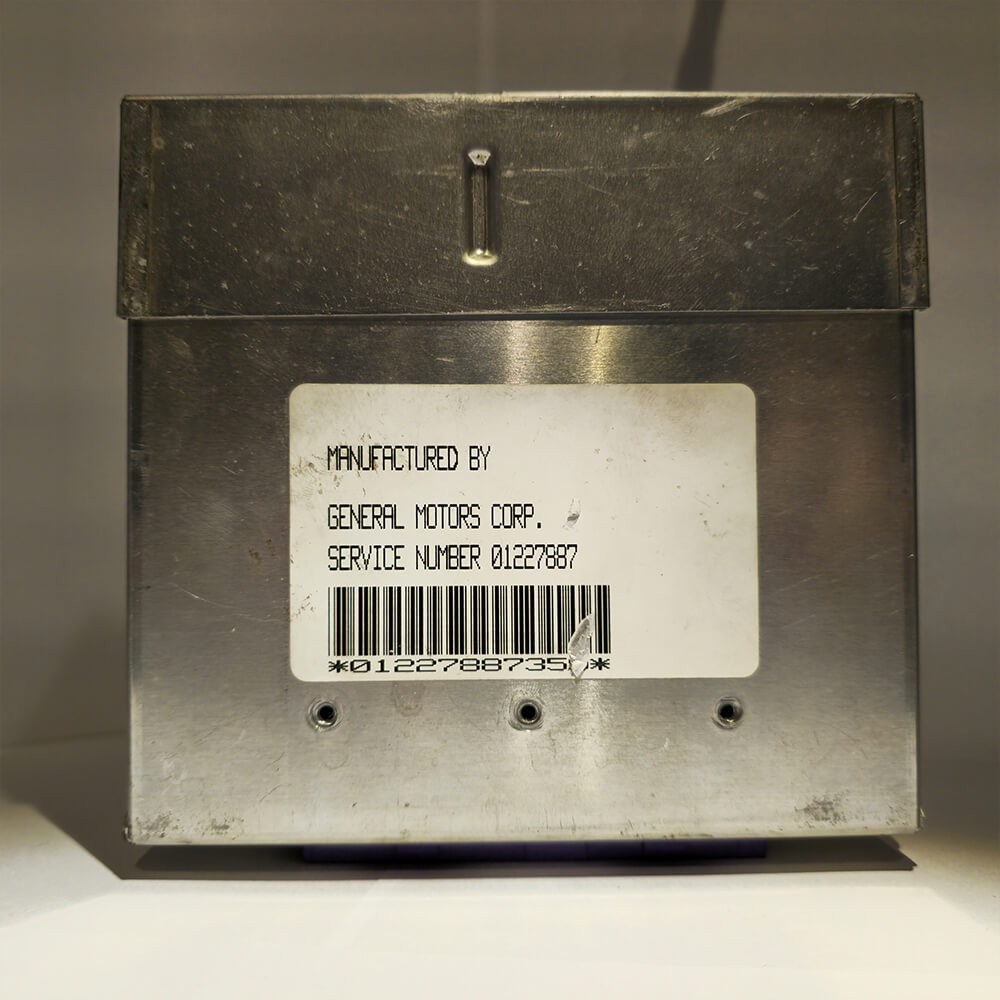 MANUFACTURED BY
GENERAL MOTORS CORP.
SERVICE NUMBER 01227887